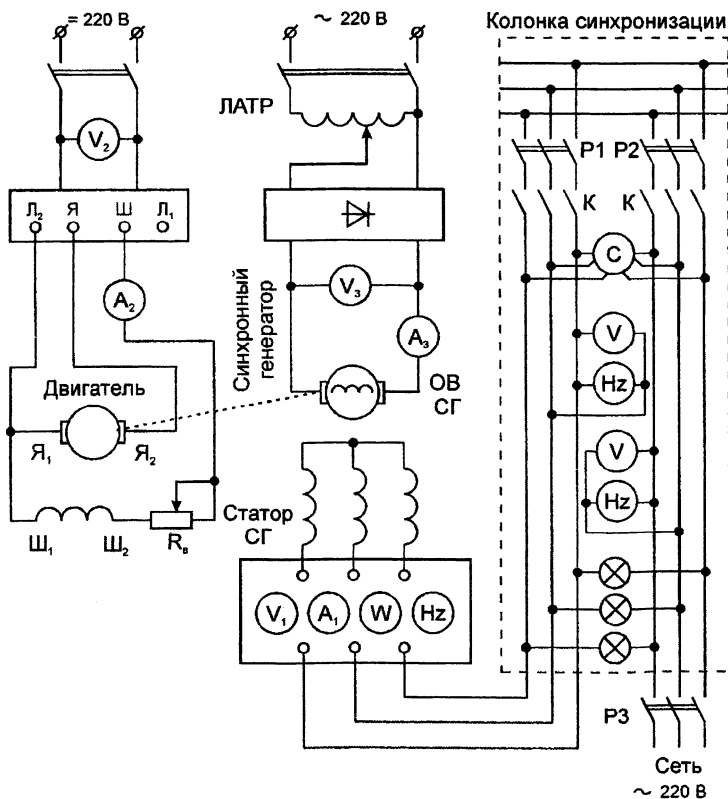 = 220 В
~ 220 В
Колонка синхронизации
ЛАТР
V₂
P1 P2
Л₂ Я Ш Л₁
К К
С
A₂
V₃
A₃
V
Hz
Синхронный генератор
Двигатель
ОВ
СГ
Я₁ Я₂
V
Hz
Статор
СГ
Ш₁ Ш₂ Rв
V₁ A₁ W Hz
P3
Сеть
~ 220 В